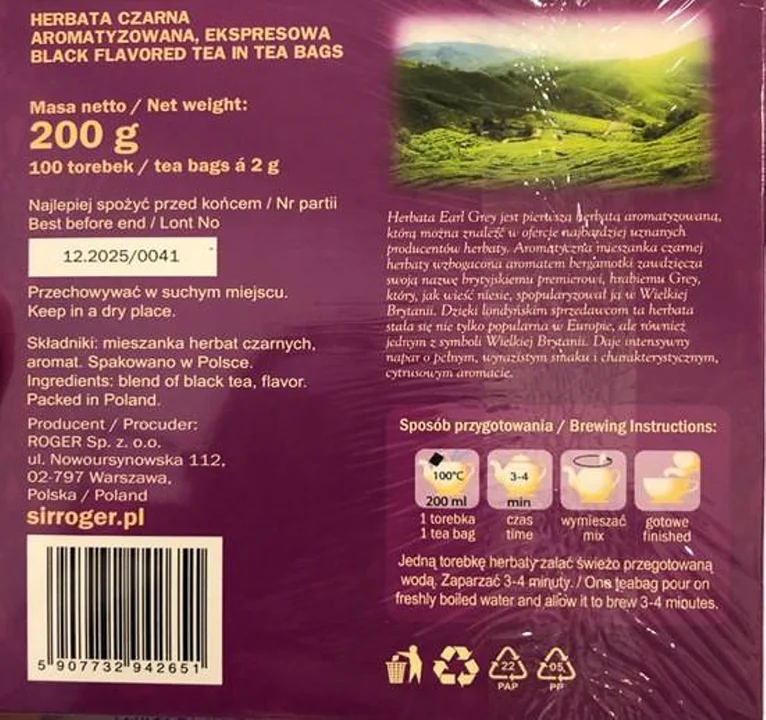 HERBATA CZARNA
AROMATYZOWANA, EKSPRESOWA
BLACK FLAVORED TEA IN TEA BAGS
Masa netto / Net weight:
200 g
100 torebek / tea bags á 2 g
Najlepiej spożyć przed końcem / Nr partii
Best before end / Lont No
12.2025/0041
Przechowywać w suchym miejscu.
Keep in a dry place.
Składniki: mieszanka herbat czarnych,
aromat. Spakowano w Polsce.
Ingredients: blend of black tea, flavor.
Packed in Poland.
Producent / Procuder:
ROGER Sp. z. o.o.
ul. Nowoursynowska 112,
02-797 Warszawa,
Polska / Poland
sirroger.pl
5 907732 942651
Herbata Earl Grey jest pierwszą herbatą aromatyzowaną,
którą można znaleźć w ofercie najbardziej uznanych
producentów herbaty. Aromatyczna mieszanka czarnej
herbaty wzbogacona aromatem bergamotki zawdzięcza
swoją nazwę brytyjskiemu premierowi, hrabiemu Grey,
który, jak wieść niesie, spopularyzował ją w Wielkiej
Brytanii. Dzięki londyńskim sprzedawcom ta herbata
stała się nie tylko popularna w Europie, ale również
jednym z symboli Wielkiej Brytanii. Daje intensywny
napar o pełnym, wyrazistym smaku i charakterystycznym,
cytrusowym aromacie.
Sposób przygotowania / Brewing Instructions:
100°C 3-4
200 ml min
1 torebka czas wymieszać gotowe
1 tea bag time mix finished
Jedną torebkę herbaty zalać świeżo przegotowaną
wodą. Zaparzać 3-4 minuty. / One teabag pour on
freshly boiled water and allow it to brew 3-4 mioutes.
22 05
PAP PP